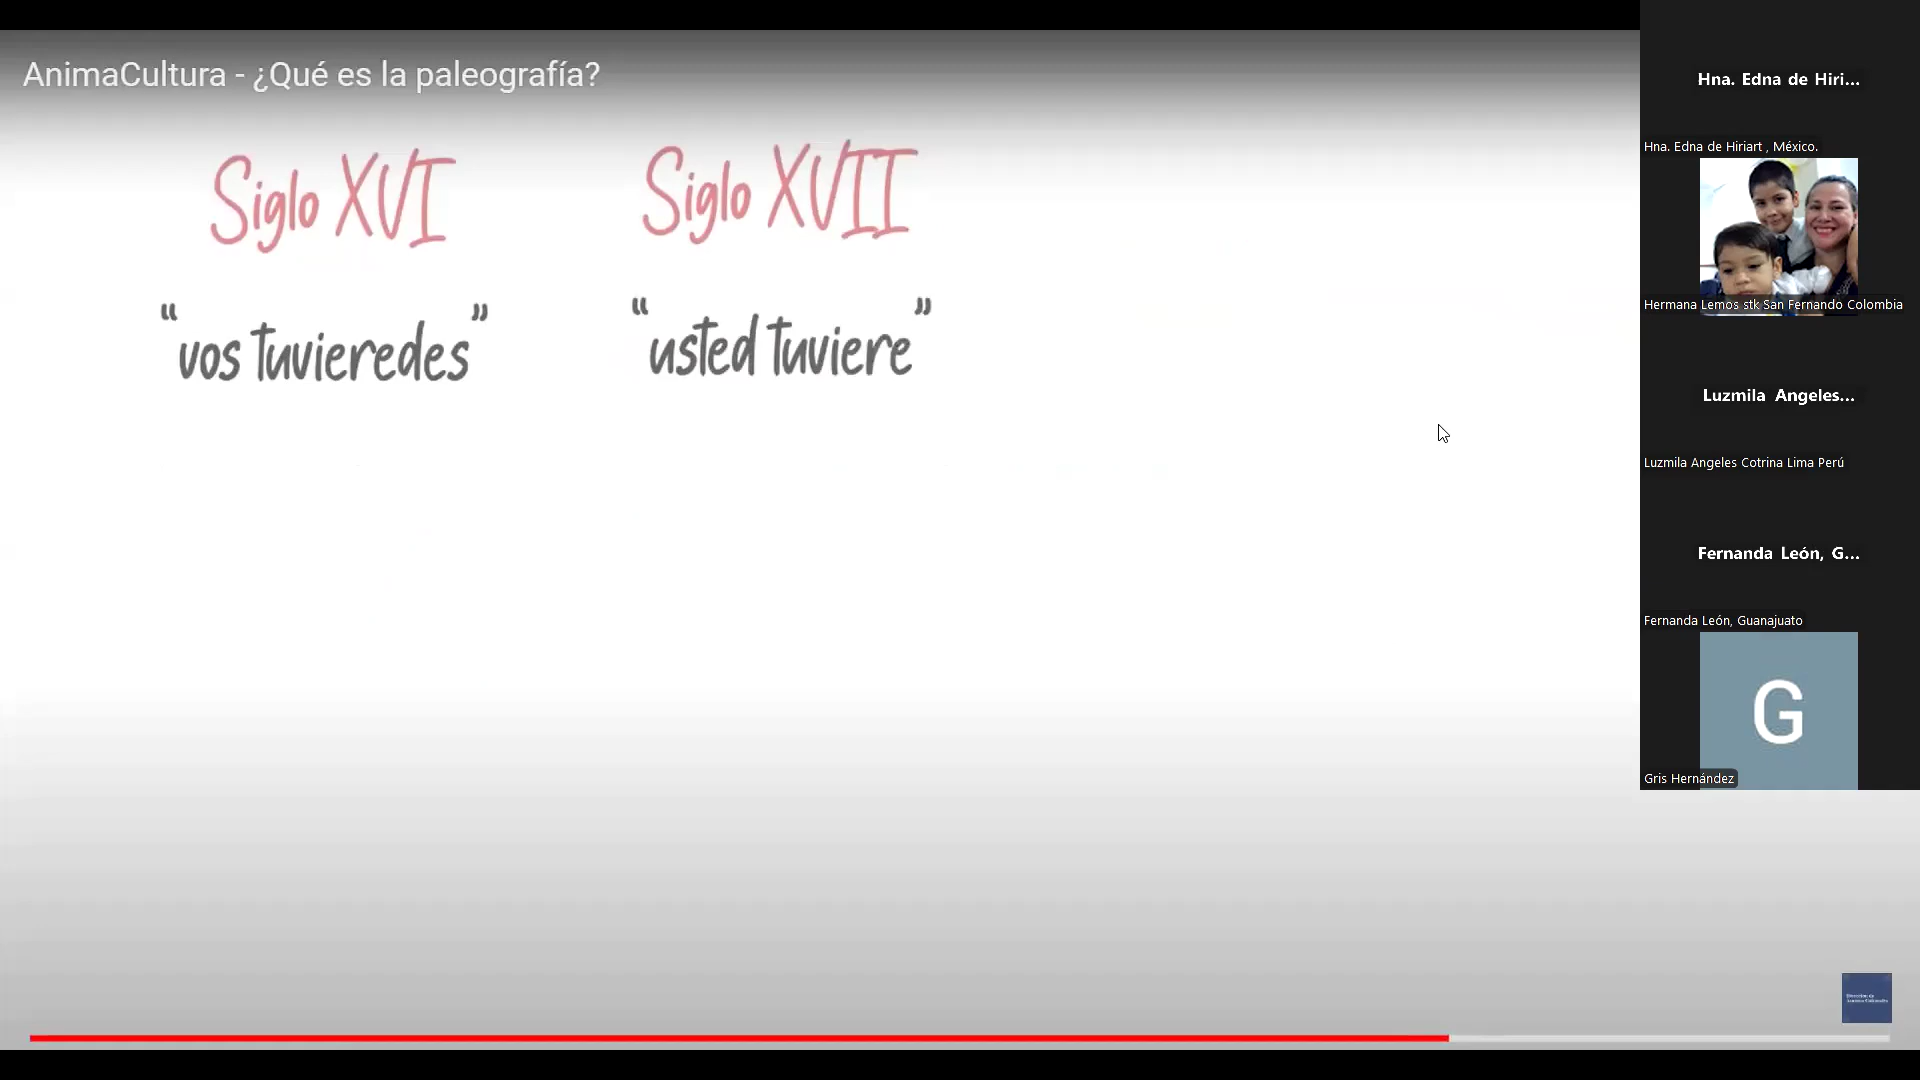 AnimaCultura - ¿Qué es la paleografía?
Siglo XVI
Siglo XVII
“vos tuvieredes”
“usted tuviere”
Hna. Edna de Hiri...
Hna. Edna de Hiriart , México.
Hermana Lemos stk San Fernando Colombia
Luzmila Angeles...
Luzmila Angeles Cotrina Lima Perú
Fernanda León, G...
Fernanda León, Guanajuato
G
Gris Hernández